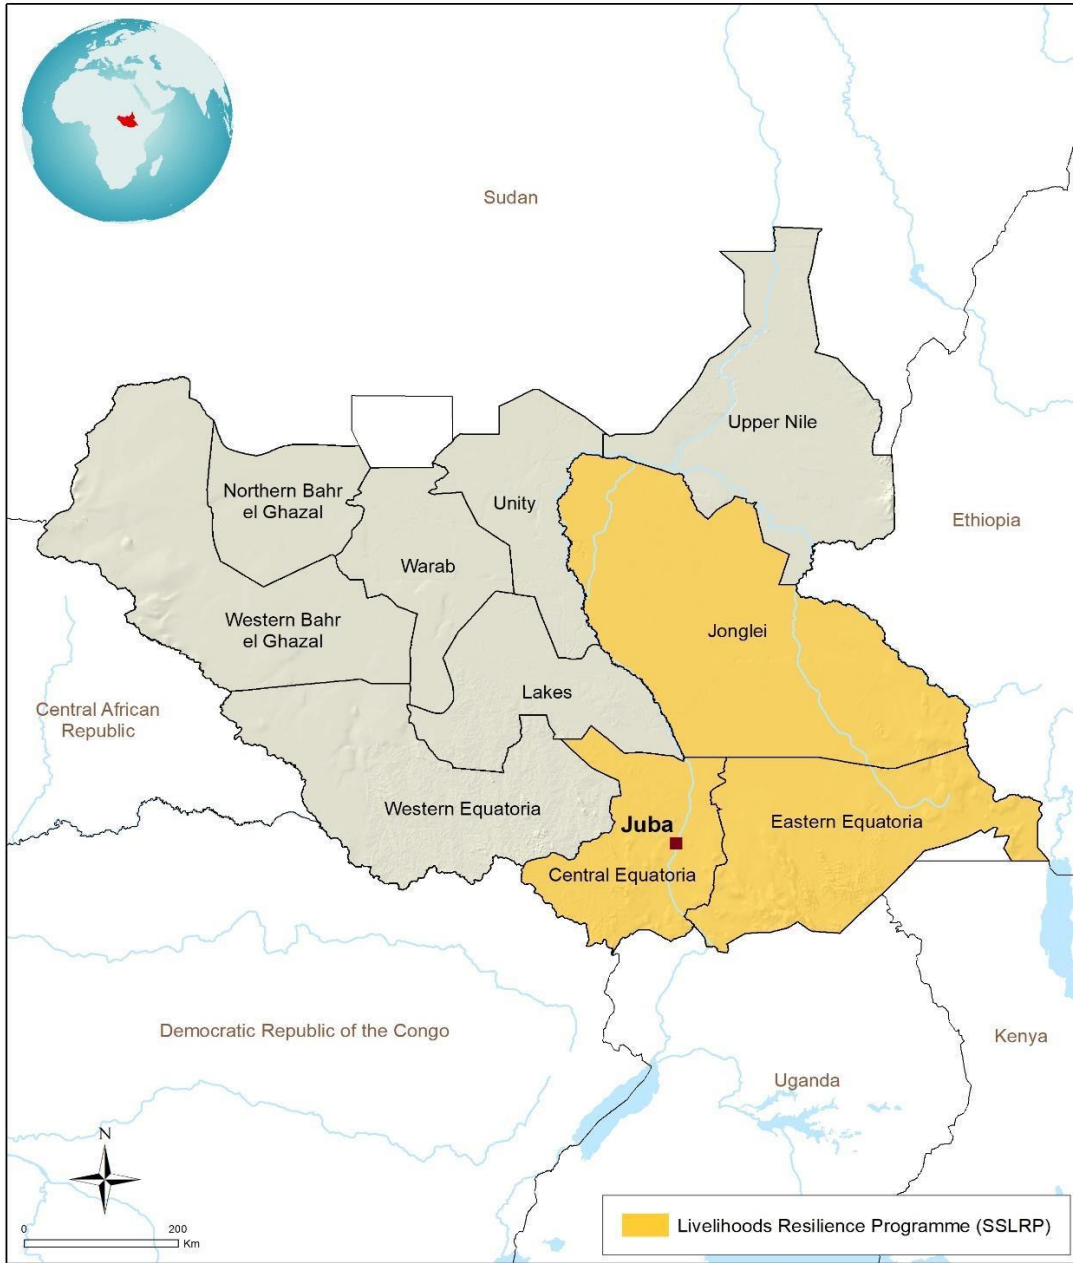 Sudan
Upper Nile
Northern Bahr
el Ghazal
Unity
Ethiopia
Warab
Western Bahr
el Ghazal
Jonglei
Lakes
Central African
Republic
Western Equatoria
Juba
Eastern Equatoria
Central Equatoria
Democratic Republic of the Congo
Kenya
Uganda
N
0 200
Km
Livelihoods Resilience Programme (SSLRP)